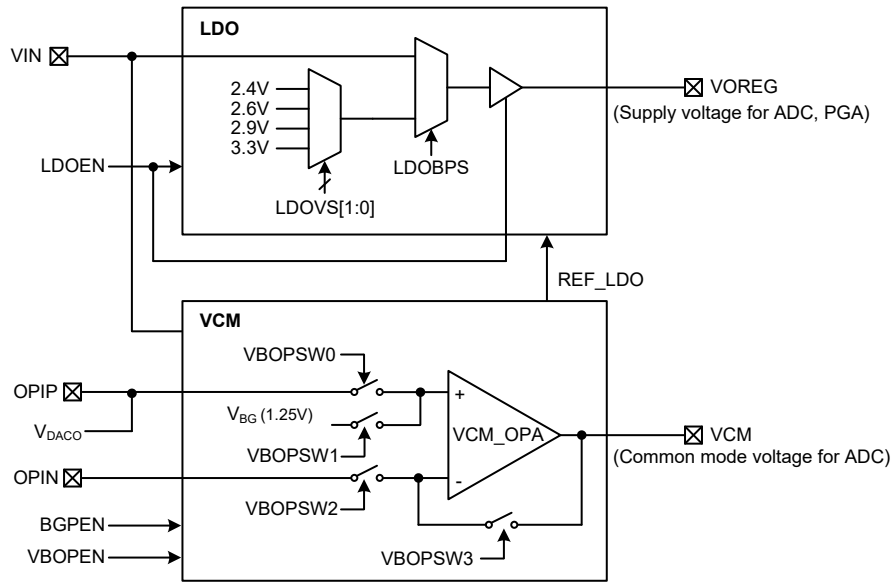 LDO
VIN
2.4V
2.6V
2.9V
3.3V
VOREG
(Supply voltage for ADC, PGA)
LDOEN
LDOBPS
LDOVS[1:0]
REF_LDO
VCM
VBOPSW0
OPIP
+
VBG (1.25V)
VDACO
VCM_OPA
VCM
(Common mode voltage for ADC)
VBOPSW1
OPIN
-
VBOPSW2
BGPEN
VBOPEN
VBOPSW3